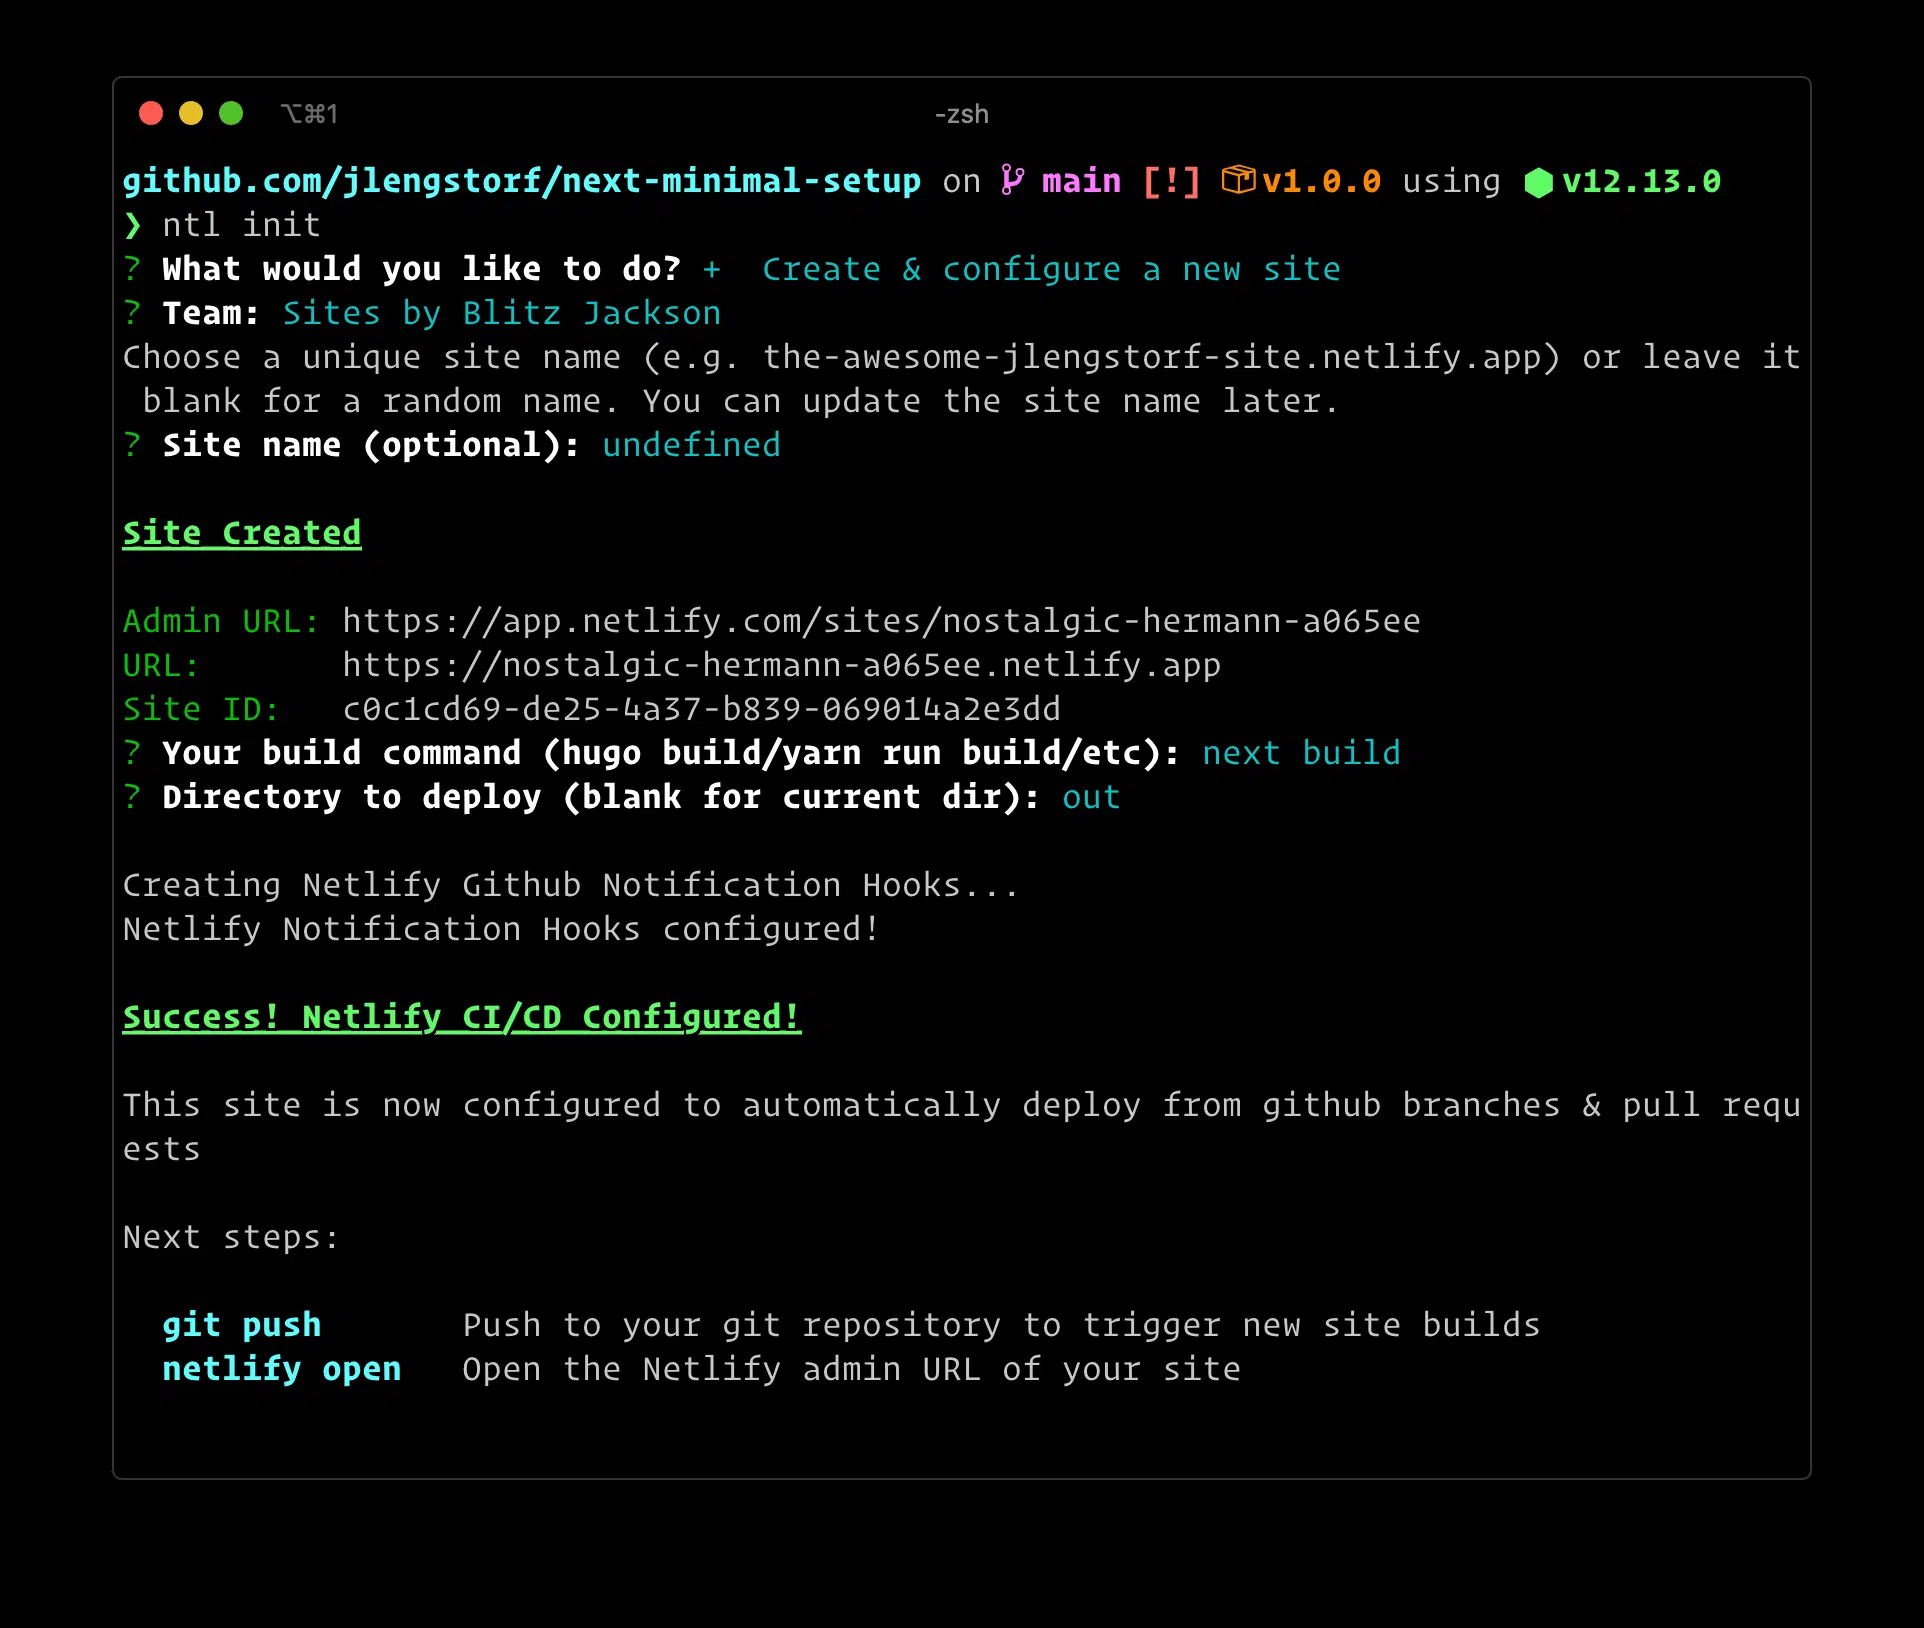 ⌥⌘1 -zsh
github.com/jlengstorf/next-minimal-setup on main [!] v1.0.0 using v12.13.0
❯ ntl init
? What would you like to do? +  Create & configure a new site
? Team: Sites by Blitz Jackson
Choose a unique site name (e.g. the-awesome-jlengstorf-site.netlify.app) or leave it
 blank for a random name. You can update the site name later.
? Site name (optional): undefined
Site Created
Admin URL: https://app.netlify.com/sites/nostalgic-hermann-a065ee
URL:       https://nostalgic-hermann-a065ee.netlify.app
Site ID:   c0c1cd69-de25-4a37-b839-069014a2e3dd
? Your build command (hugo build/yarn run build/etc): next build
? Directory to deploy (blank for current dir): out
Creating Netlify Github Notification Hooks...
Netlify Notification Hooks configured!
Success! Netlify CI/CD Configured!
This site is now configured to automatically deploy from github branches & pull requ
ests
Next steps:
  git push       Push to your git repository to trigger new site builds
  netlify open   Open the Netlify admin URL of your site